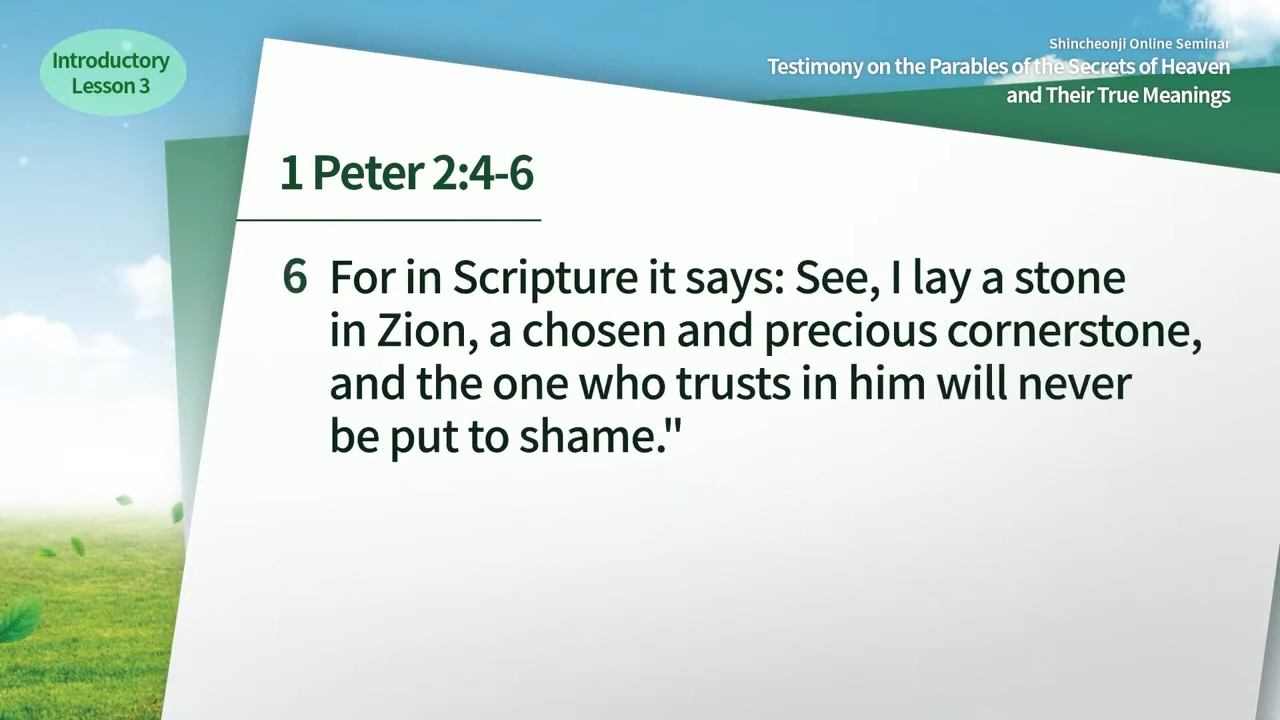 Introductory
Lesson 3
Shincheonji Online Seminar
Testimony on the Parables of the Secrets of Heaven
and Their True Meanings
1 Peter 2:4-6
6 For in Scripture it says: See, I lay a stone
in Zion, a chosen and precious cornerstone,
and the one who trusts in him will never
be put to shame."